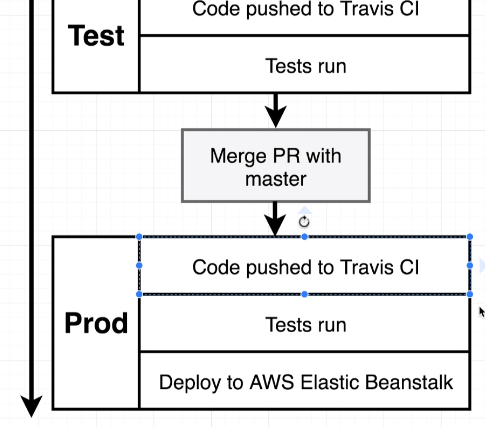 Code pushed to Travis CI
Test
Tests run
Merge PR with
master
Code pushed to Travis CI
Prod
Tests run
Deploy to AWS Elastic Beanstalk